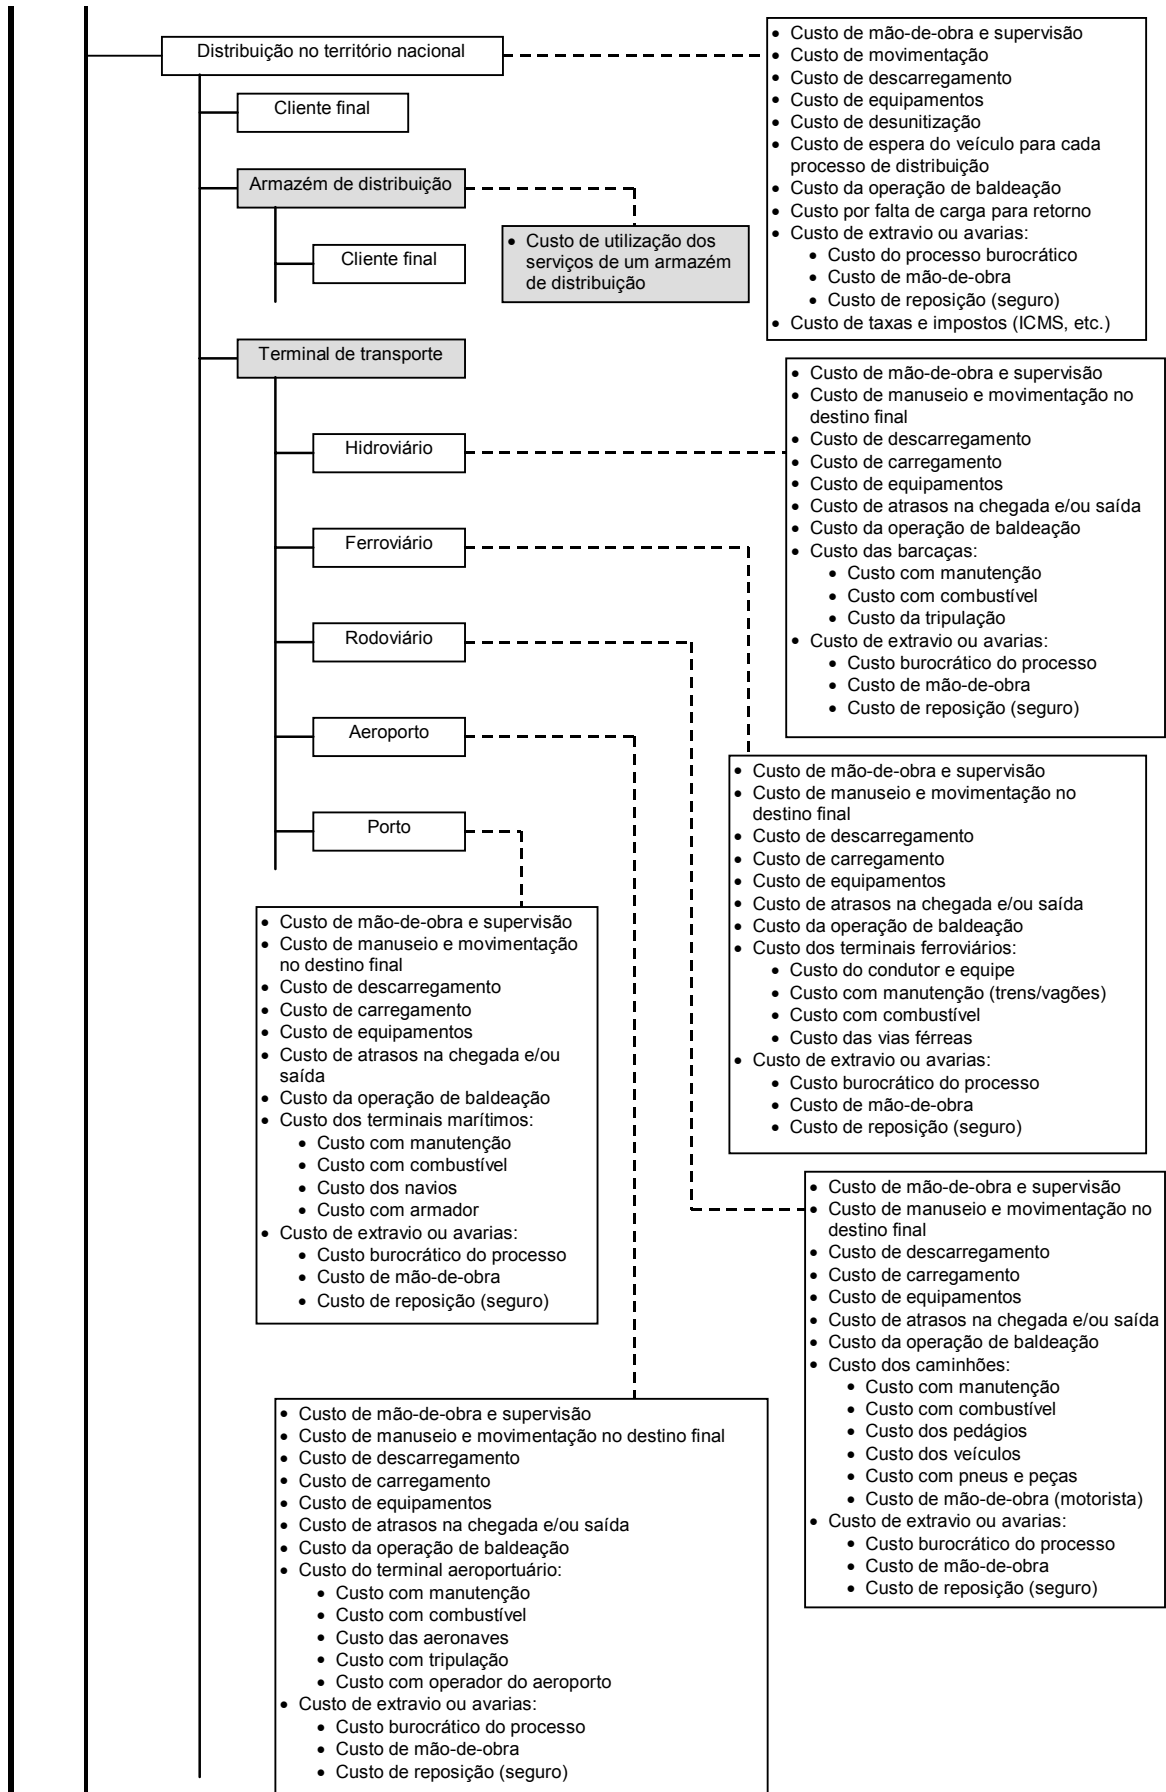 Distribuição no território nacional
• Custo de mão-de-obra e supervisão
• Custo de movimentação
• Custo de descarregamento
• Custo de equipamentos
• Custo de desunitização
• Custo de espera do veículo para cada
processo de distribuição
• Custo da operação de baldeação
• Custo por falta de carga para retorno
• Custo de extravio ou avarias:
• Custo do processo burocrático
• Custo de mão-de-obra
• Custo de reposição (seguro)
• Custo de taxas e impostos (ICMS, etc.)
Cliente final
Armazém de distribuição
• Custo de utilização dos
serviços de um armazém
de distribuição
Cliente final
Terminal de transporte
Hidroviário
• Custo de mão-de-obra e supervisão
• Custo de manuseio e movimentação no
destino final
• Custo de descarregamento
• Custo de carregamento
• Custo de equipamentos
• Custo de atrasos na chegada e/ou saída
• Custo da operação de baldeação
• Custo das barcaças:
• Custo com manutenção
• Custo com combustível
• Custo da tripulação
• Custo de extravio ou avarias:
• Custo burocrático do processo
• Custo de mão-de-obra
• Custo de reposição (seguro)
Ferroviário
Rodoviário
Aeroporto
Porto
• Custo de mão-de-obra e supervisão
• Custo de manuseio e movimentação no
destino final
• Custo de descarregamento
• Custo de carregamento
• Custo de equipamentos
• Custo de atrasos na chegada e/ou saída
• Custo da operação de baldeação
• Custo dos terminais ferroviários:
• Custo do condutor e equipe
• Custo com manutenção (trens/vagões)
• Custo com combustível
• Custo das vias férreas
• Custo de extravio ou avarias:
• Custo burocrático do processo
• Custo de mão-de-obra
• Custo de reposição (seguro)
• Custo de mão-de-obra e supervisão
• Custo de manuseio e movimentação
no destino final
• Custo de descarregamento
• Custo de carregamento
• Custo de equipamentos
• Custo de atrasos na chegada e/ou
saída
• Custo da operação de baldeação
• Custo dos terminais marítimos:
• Custo com manutenção
• Custo com combustível
• Custo dos navios
• Custo com armador
• Custo de extravio ou avarias:
• Custo burocrático do processo
• Custo de mão-de-obra
• Custo de reposição (seguro)
• Custo de mão-de-obra e supervisão
• Custo de manuseio e movimentação no
destino final
• Custo de descarregamento
• Custo de carregamento
• Custo de equipamentos
• Custo de atrasos na chegada e/ou saída
• Custo da operação de baldeação
• Custo dos caminhões:
• Custo com manutenção
• Custo com combustível
• Custo dos pedágios
• Custo dos veículos
• Custo com pneus e peças
• Custo de mão-de-obra (motorista)
• Custo de extravio ou avarias:
• Custo burocrático do processo
• Custo de mão-de-obra
• Custo de reposição (seguro)
• Custo de mão-de-obra e supervisão
• Custo de manuseio e movimentação no destino final
• Custo de descarregamento
• Custo de carregamento
• Custo de equipamentos
• Custo de atrasos na chegada e/ou saída
• Custo da operação de baldeação
• Custo do terminal aeroportuário:
• Custo com manutenção
• Custo com combustível
• Custo das aeronaves
• Custo com tripulação
• Custo com operador do aeroporto
• Custo de extravio ou avarias:
• Custo burocrático do processo
• Custo de mão-de-obra
• Custo de reposição (seguro)